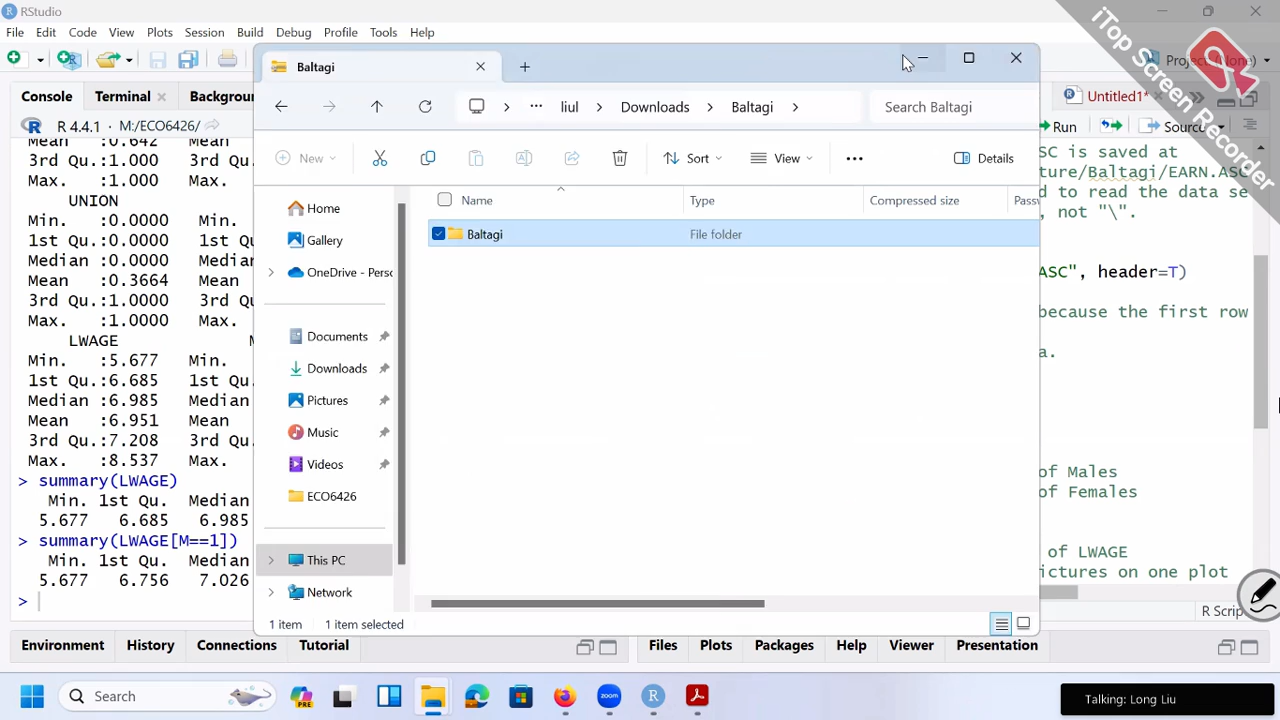 RStudio
File Edit Code View Plots Session Build Debug Profile Tools Help
Project: (None)
Console Terminal Backgrou
R 4.4.1 · M:/ECO6426/
Mean :0.642 Mean
3rd Qu.:1.000 3rd Qu
Max. :1.000 Max.
UNION
Min. :0.0000 Min.
1st Qu.:0.0000 1st Q
Median :0.0000 Media
Mean :0.3664 Mean
3rd Qu.:1.0000 3rd Q
Max. :1.0000 Max.
LWAGE
Min. :5.677 Min.
1st Qu.:6.685 1st Qu
Median :6.985 Median
Mean :6.951 Mean
3rd Qu.:7.208 3rd Qu
Max. :8.537 Max.
> summary(LWAGE)
Min. 1st Qu. Median
5.677 6.685 6.985
> summary(LWAGE[M==1])
Min. 1st Qu. Median
5.677 6.756 7.026
>
Baltagi
liul > Downloads > Baltagi >
Search Baltagi
New
Sort
View
Details
Name Type Compressed size Passw
Baltagi File folder
Home
Gallery
OneDrive - Perso
Documents
Downloads
Pictures
Music
Videos
ECO6426
This PC
Network
1 item 1 item selected
Untitled1*
Run
Source
SC is saved at
ture/Baltagi/EARN.ASC
d to read the data se
, not "\".
ASC", header=T)
because the first row
a.
of Males
of Females
of LWAGE
ictures on one plot
R Scrip
Environment History Connections Tutorial
Files Plots Packages Help Viewer Presentation
Search
PRE
zoom
Talking: Long Liu
iTop Screen Recorder